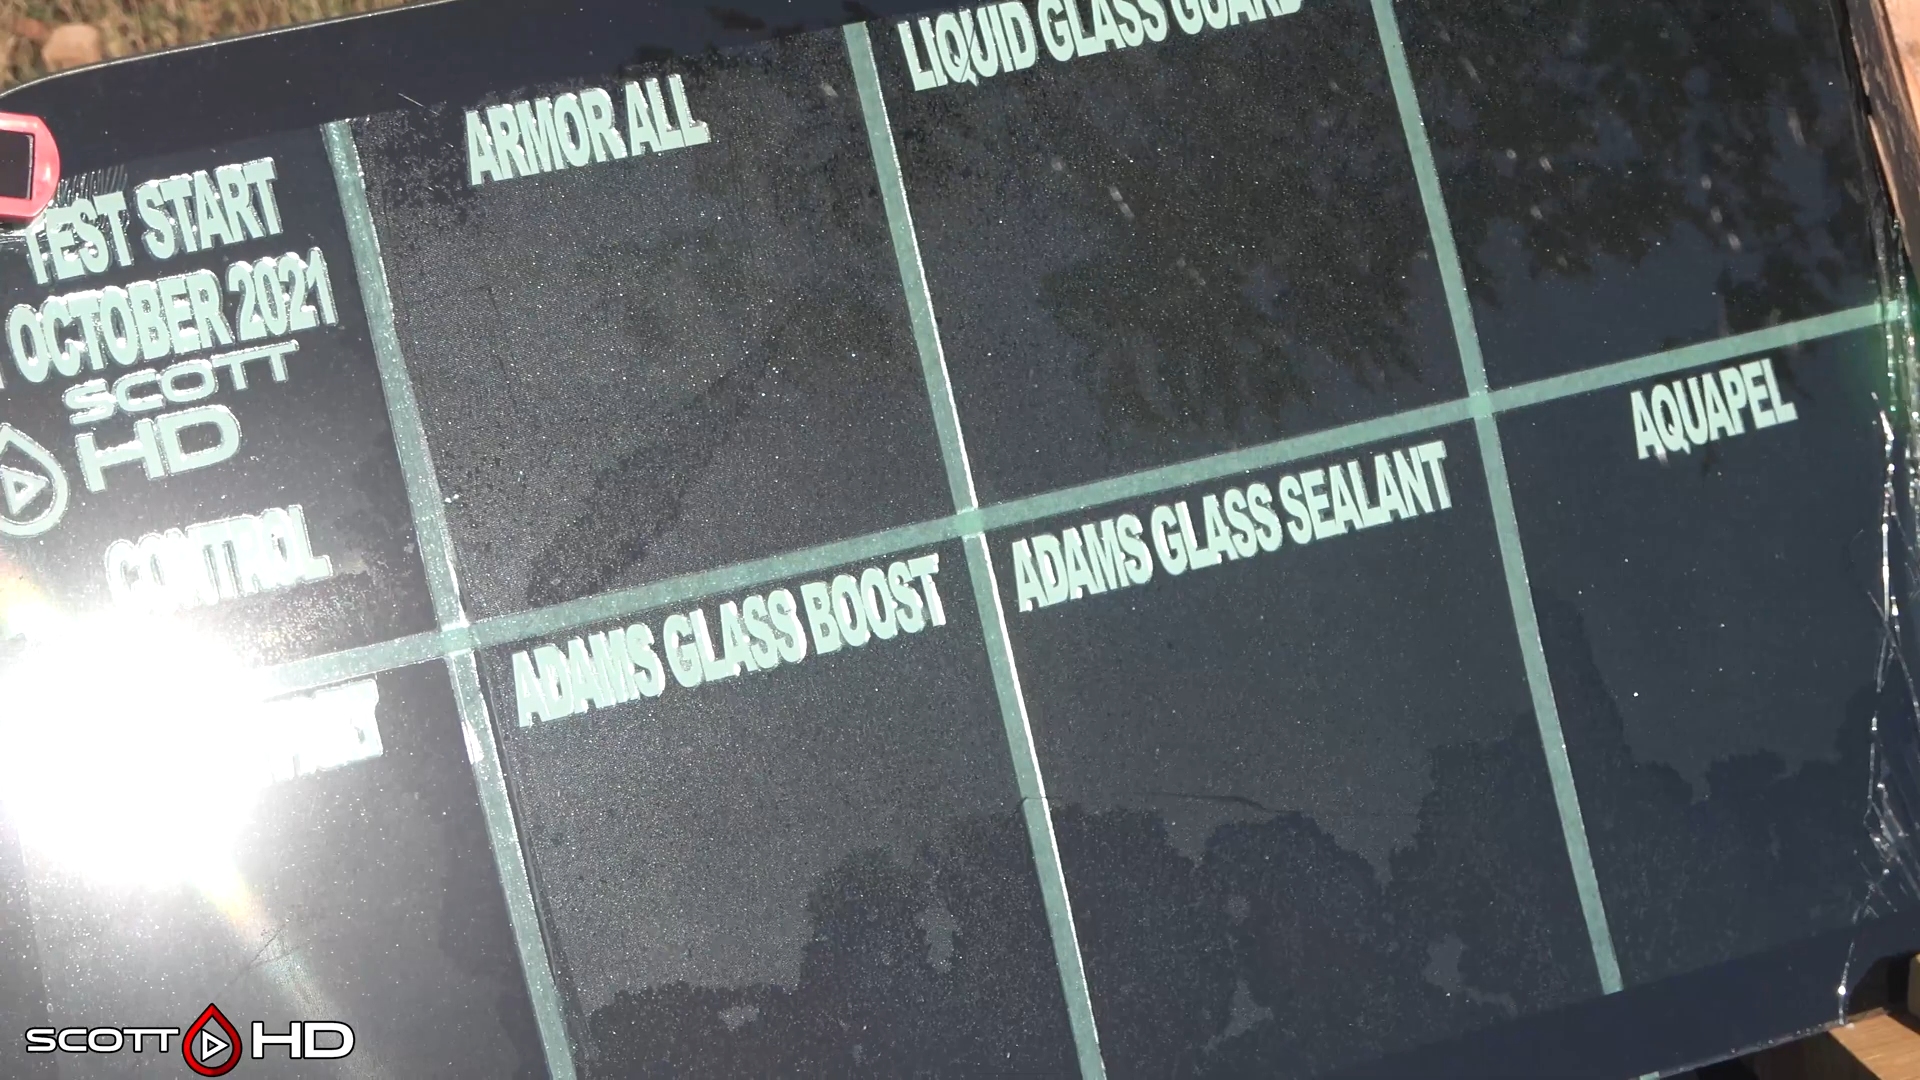 LIQUID GLASS GUARD
ARMOR ALL
TEST START
OCTOBER 2021
SCOTT
HD
CONTROL
AQUAPEL
ADAMS GLASS SEALANT
ADAMS GLASS BOOST
SCOTT HD